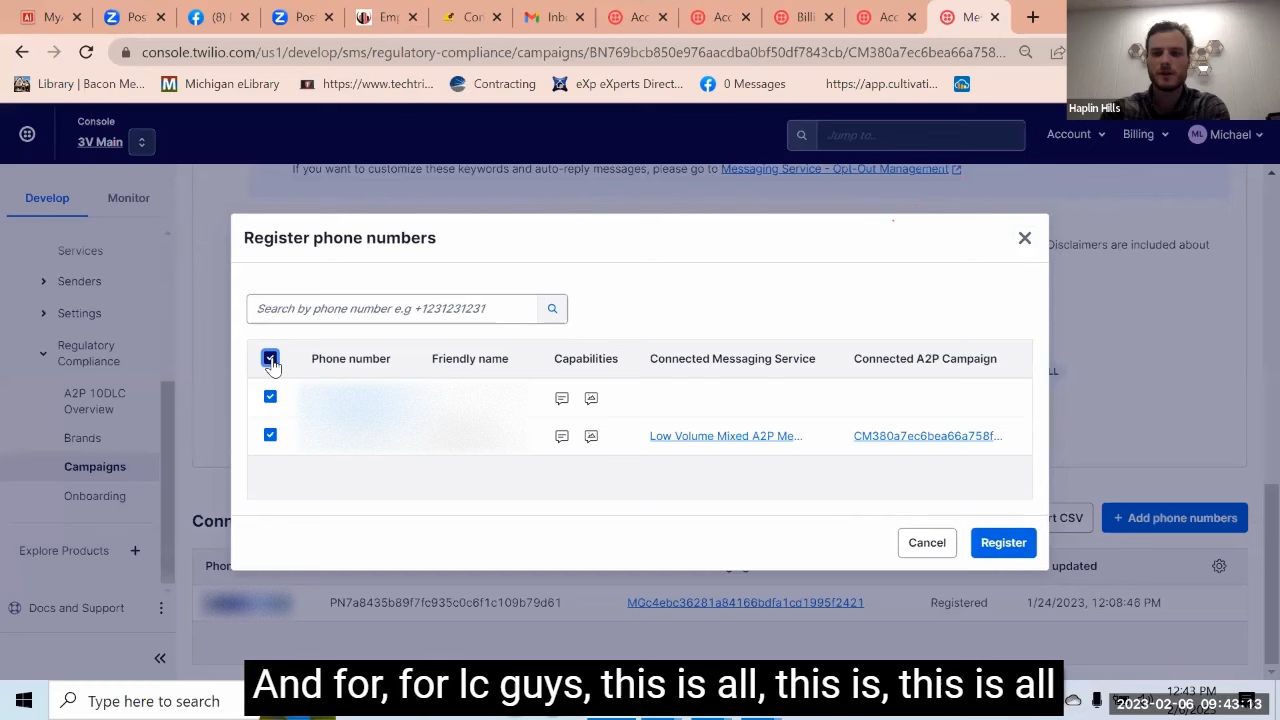 My
Pos
(8)
Pos
Emp
Con
Inb
Acc
Acc
Billi
Acc
Me
console.twilio.com/us1/develop/sms/regulatory-compliance/campaigns/BN769bcb850e976aacdba0bf50df7843cb/CM380a7ec6bea66a758...
Library | Bacon Me...
Michigan eLibrary
https://www.techtri...
Contracting
eXp eXperts Direct...
0 Messages
https://app.cultivati...
Haplin Hills
Console
3V Main
Jump to..
Account
Billing
ML Michael
If you want to customize these keywords and auto-reply messages, please go to Messaging Service - Opt-Out Management
Develop
Monitor
Services
Senders
Settings
Regulatory
Compliance
A2P 10DLC
Overview
Brands
Campaigns
Onboarding
Explore Products +
Docs and Support
Register phone numbers
Disclaimers are included about
Search by phone number e.g +1231231231
Phone number
Friendly name
Capabilities
Connected Messaging Service
Connected A2P Campaign
Low Volume Mixed A2P Me...
CM380a7ec6bea66a758f...
Cancel
Register
Conn
rt CSV
+ Add phone numbers
Phon
updated
PN7a8435b89f7fc935c0c6f1c109b79d61
MGc4ebc36281a84166bdfa1cd1995f2421
Registered
1/24/2023, 12:08:46 PM
And for, for lc guys, this is all, this is, this is all
Type here to search
12:43 PM
2023-02-06 09:43:13